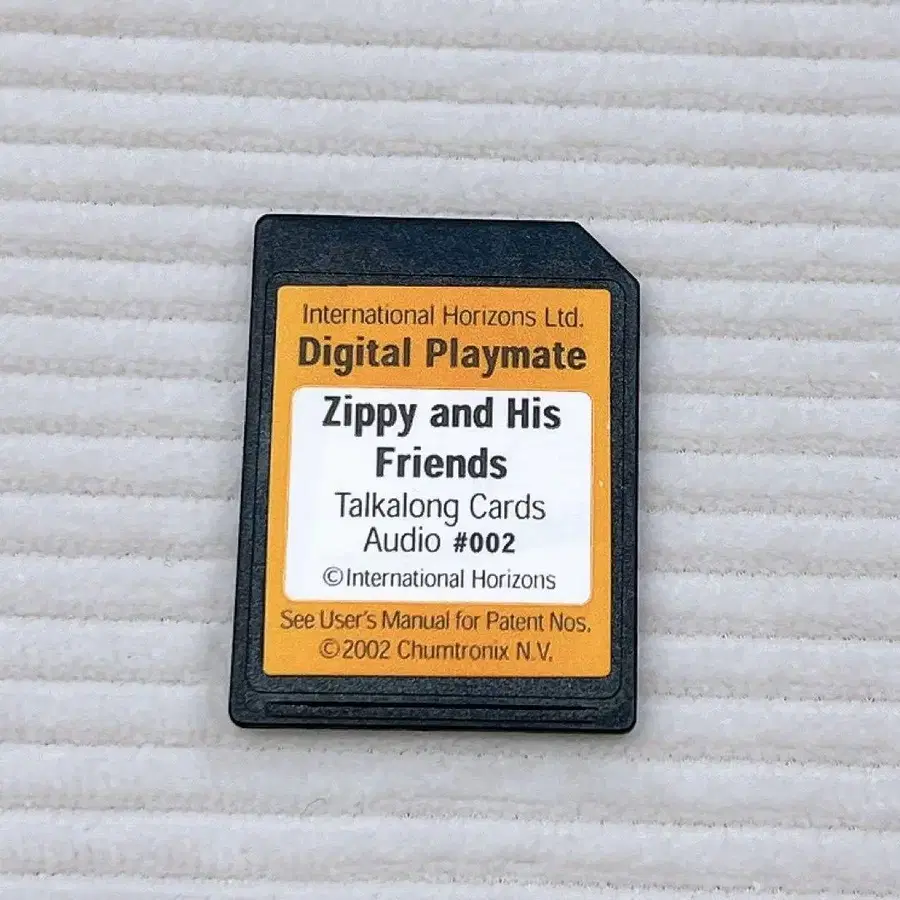 International Horizons Ltd.
Digital Playmate
Zippy and His
Friends
Talkalong Cards
Audio #002
©International Horizons
See User's Manual for Patent Nos.
©2002 Chumtronix N.V.